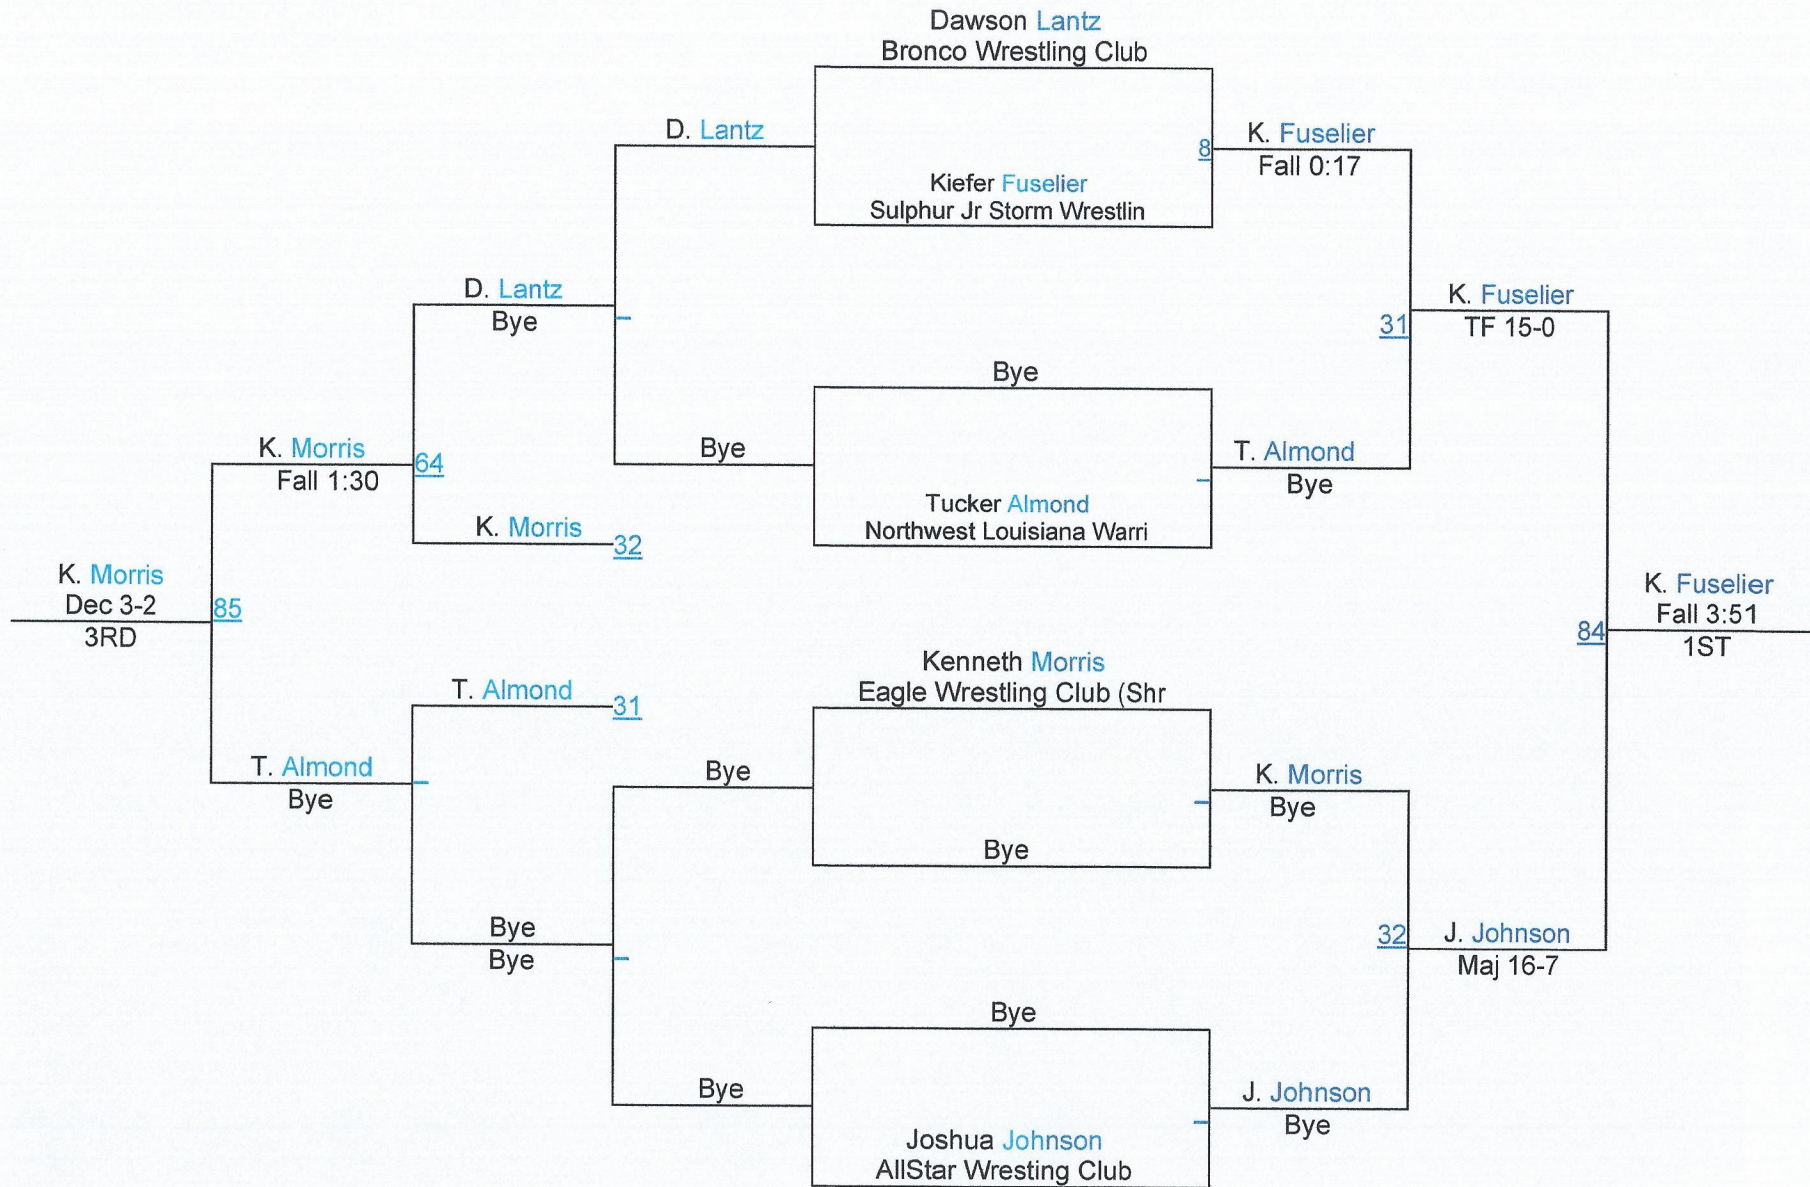 Dawson Lantz
Bronco Wrestling Club
D. Lantz
8
K. Fuselier
Fall 0:17
Kiefer Fuselier
Sulphur Jr Storm Wrestlin
D. Lantz
Bye
K. Fuselier
TF 15-0
31
Bye
K. Morris
Fall 1:30
64
Bye
T. Almond
Bye
Tucker Almond
Northwest Louisiana Warri
K. Morris
32
K. Morris
Dec 3-2
3RD
85
K. Fuselier
Fall 3:51
1ST
84
Kenneth Morris
Eagle Wrestling Club (Shr
T. Almond
31
T. Almond
Bye
Bye
K. Morris
Bye
Bye
Bye
Bye
32
J. Johnson
Maj 16-7
Bye
Bye
J. Johnson
Bye
Joshua Johnson
AllStar Wresting Club